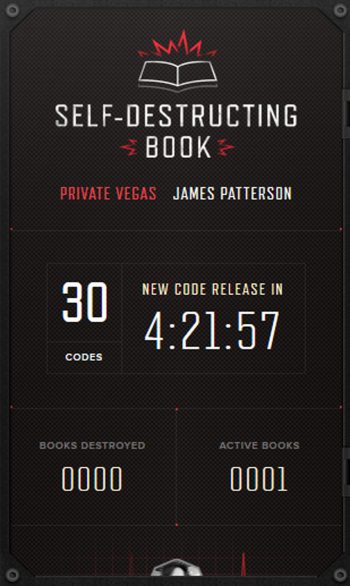 SELF-DESTRUCTING
BOOK
PRIVATE VEGAS JAMES PATTERSON
30
CODES
NEW CODE RELEASE IN
4:21:57
BOOKS DESTROYED
0000
ACTIVE BOOKS
0001